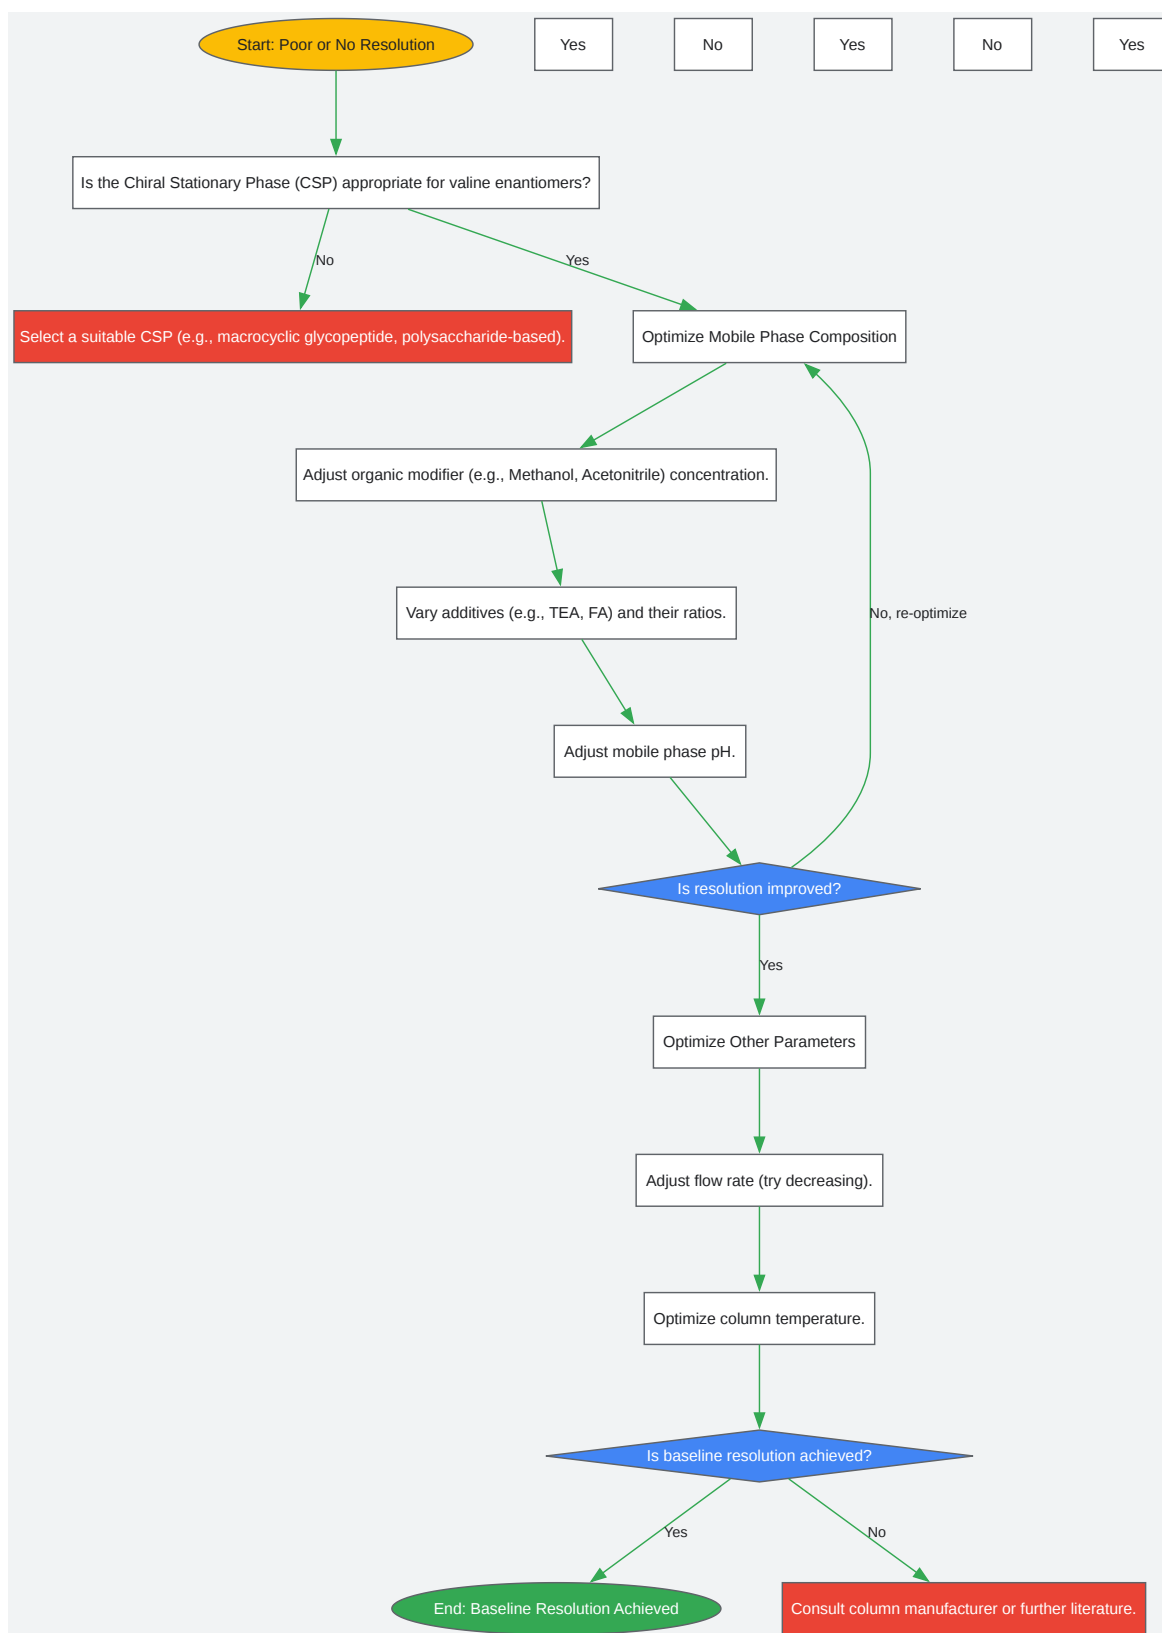 Start: Poor or No Resolution
Yes
No
Yes
No
Yes
Is the Chiral Stationary Phase (CSP) appropriate for valine enantiomers?
No
Yes
Select a suitable CSP (e.g., macrocyclic glycopeptide, polysaccharide-based).
Optimize Mobile Phase Composition
Adjust organic modifier (e.g., Methanol, Acetonitrile) concentration.
Vary additives (e.g., TEA, FA) and their ratios.
No, re-optimize
Adjust mobile phase pH.
Is resolution improved?
Yes
Optimize Other Parameters
Adjust flow rate (try decreasing).
Optimize column temperature.
Is baseline resolution achieved?
Yes
No
End: Baseline Resolution Achieved
Consult column manufacturer or further literature.